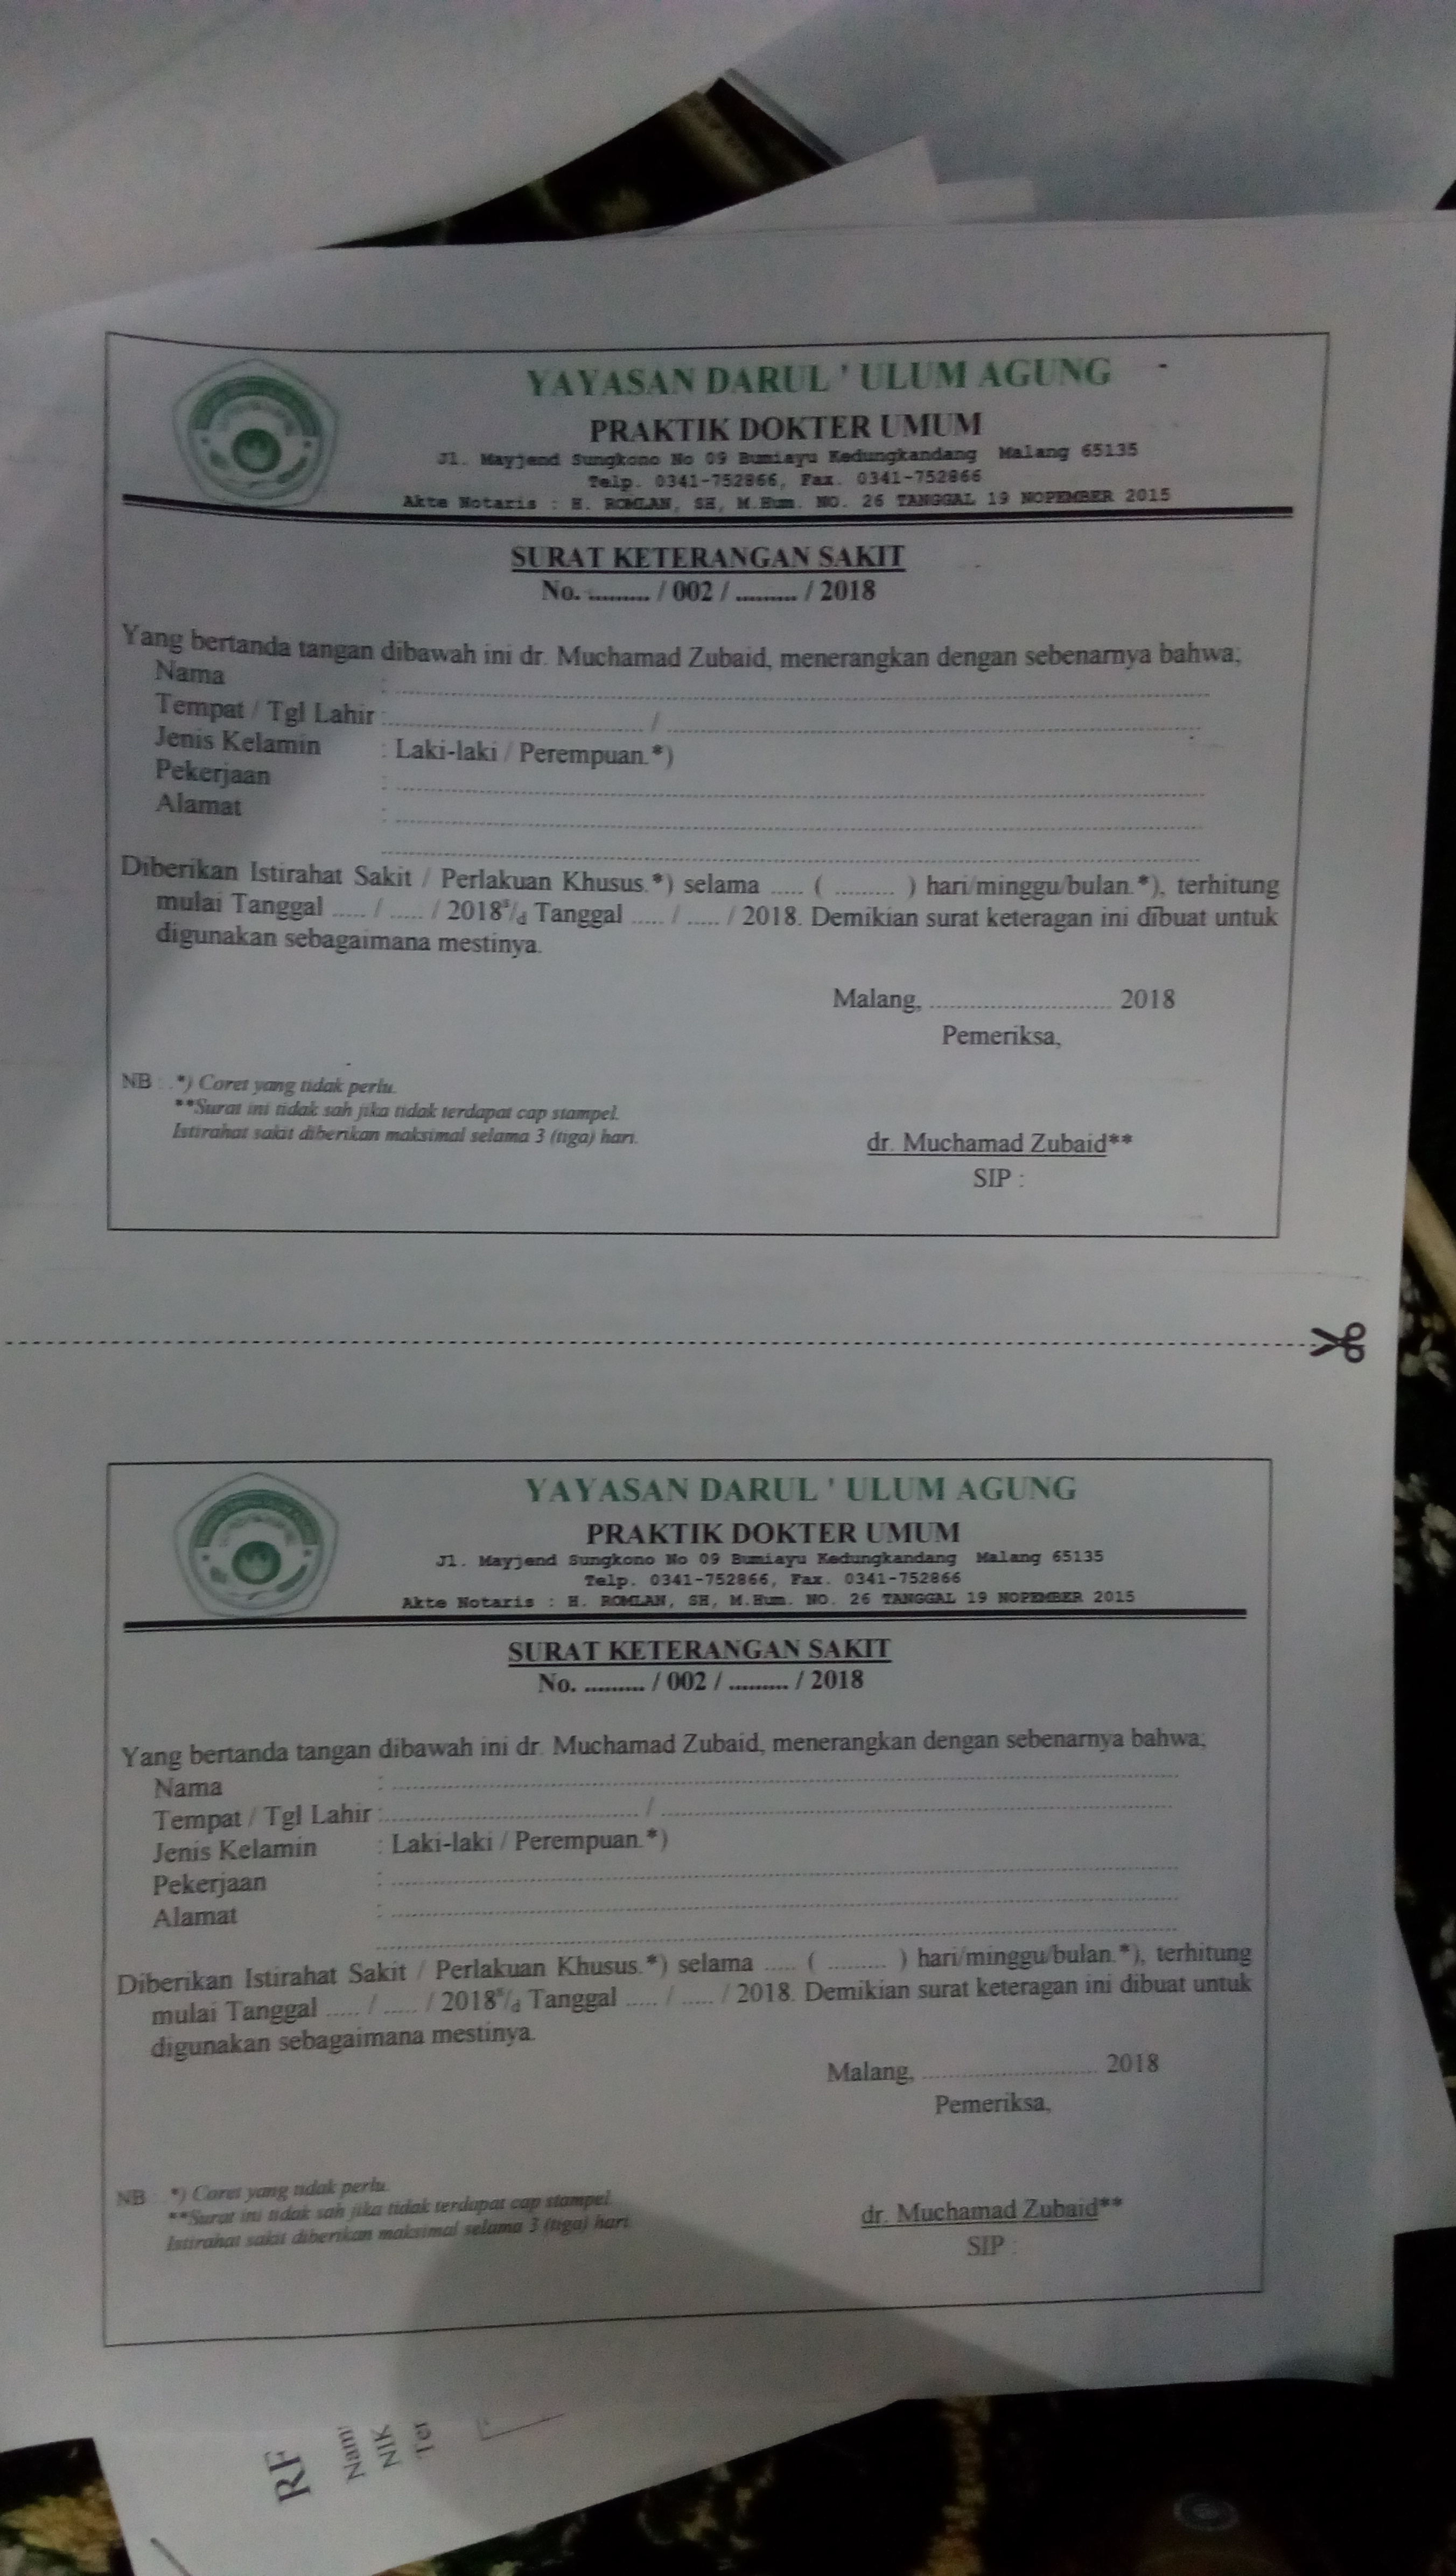 YAYASAN DARUL ' ULUM AGUNG
PRAKTIK DOKTER UMUM
Jl. Mayjend Sungkono No 09 Bumiayu Kedungkandang Malang 65135
Telp. 0341-752866, Fax. 0341-752866
Akte Notaris : H. ROMLAN, SH, M.Hum. NO. 26 TANGGAL 19 NOPEMBER 2015
SURAT KETERANGAN SAKIT
No. ......... / 002 / ......... / 2018
Yang bertanda tangan dibawah ini dr. Muchamad Zubaid, menerangkan dengan sebenarnya bahwa;
Nama :
Tempat / Tgl Lahir : /
Jenis Kelamin : Laki-laki / Perempuan.*)
Pekerjaan :
Alamat :
Diberikan Istirahat Sakit / Perlakuan Khusus.*) selama ..... ( ......... ) hari/minggu/bulan.*), terhitung
mulai Tanggal ..... / ..... / 2018 s/d Tanggal ..... / ..... / 2018. Demikian surat keteragan ini dibuat untuk
digunakan sebagaimana mestinya.
Malang, ........................... 2018
Pemeriksa,
NB : *) Coret yang tidak perlu.
**Surat ini tidak sah jika tidak terdapat cap stampel.
Istirahat sakit diberikan maksimal selama 3 (tiga) hari.
dr. Muchamad Zubaid**
SIP :
YAYASAN DARUL ' ULUM AGUNG
PRAKTIK DOKTER UMUM
Jl. Mayjend Sungkono No 09 Bumiayu Kedungkandang Malang 65135
Telp. 0341-752866, Fax. 0341-752866
Akte Notaris : H. ROMLAN, SH, M.Hum. NO. 26 TANGGAL 19 NOPEMBER 2015
SURAT KETERANGAN SAKIT
No. ......... / 002 / ......... / 2018
Yang bertanda tangan dibawah ini dr. Muchamad Zubaid, menerangkan dengan sebenarnya bahwa;
Nama :
Tempat / Tgl Lahir : /
Jenis Kelamin : Laki-laki / Perempuan.*)
Pekerjaan :
Alamat :
Diberikan Istirahat Sakit / Perlakuan Khusus.*) selama ..... ( ......... ) hari/minggu/bulan.*), terhitung
mulai Tanggal ..... / ..... / 2018 s/d Tanggal ..... / ..... / 2018. Demikian surat keteragan ini dibuat untuk
digunakan sebagaimana mestinya.
Malang, ........................... 2018
Pemeriksa,
NB : *) Coret yang tidak perlu.
**Surat ini tidak sah jika tidak terdapat cap stampel.
Istirahat sakit diberikan maksimal selama 3 (tiga) hari.
dr. Muchamad Zubaid**
SIP :
NIK